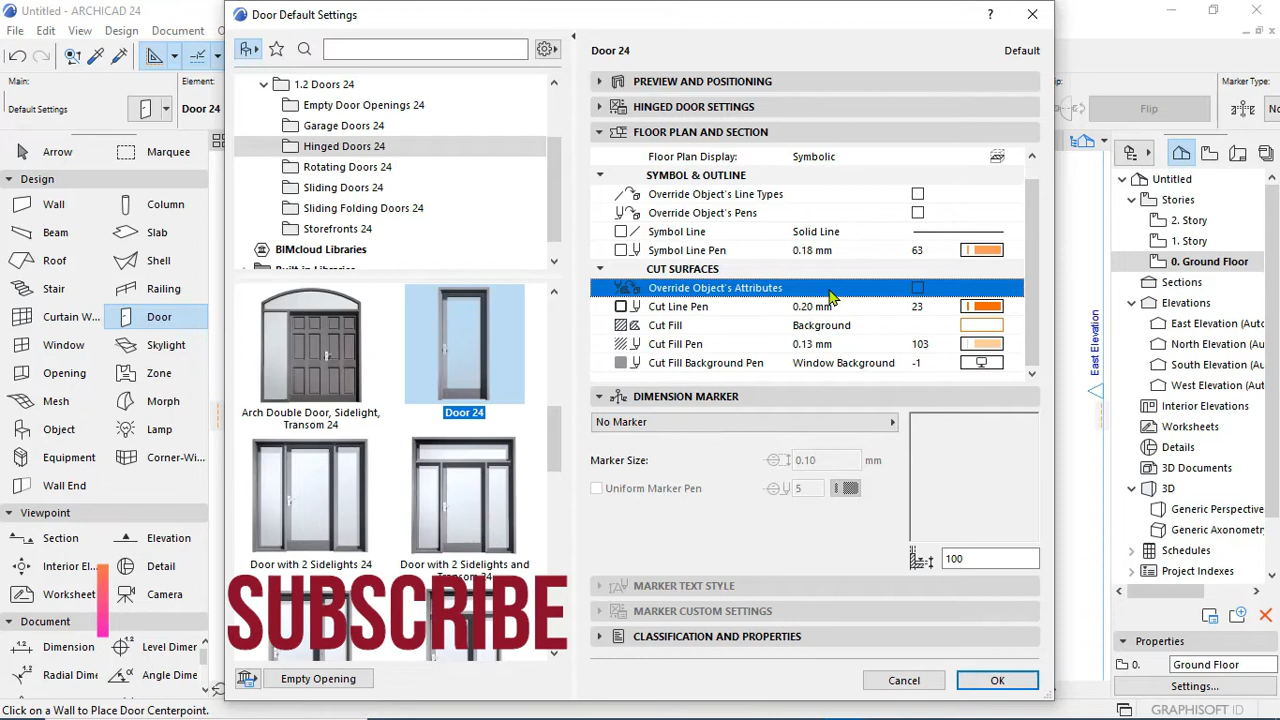 Untitled - ARCHICAD 24
Door Default Settings
?
File
Edit
View
Design
Document
Main:
Default Settings
Element:
Door 24
Marker Type:
Flip
Door 24
Default
PREVIEW AND POSITIONING
HINGED DOOR SETTINGS
FLOOR PLAN AND SECTION
Floor Plan Display:
Symbolic
SYMBOL & OUTLINE
Override Object's Line Types
Override Object's Pens
Symbol Line
Solid Line
Symbol Line Pen
0.18 mm
63
CUT SURFACES
Override Object's Attributes
Cut Line Pen
0.20 mm
23
Cut Fill
Background
Cut Fill Pen
0.13 mm
103
Cut Fill Background Pen
Window Background
-1
DIMENSION MARKER
No Marker
Marker Size:
0.10
mm
Uniform Marker Pen
5
100
MARKER TEXT STYLE
MARKER CUSTOM SETTINGS
CLASSIFICATION AND PROPERTIES
Cancel
OK
1.2 Doors 24
Empty Door Openings 24
Garage Doors 24
Hinged Doors 24
Rotating Doors 24
Sliding Doors 24
Sliding Folding Doors 24
Storefronts 24
BIMcloud Libraries
Built-in Libraries
Arch Double Door, Sidelight,
Transom 24
Door 24
Door with 2 Sidelights 24
Door with 2 Sidelights and
Transom 24
SUBSCRIBE
Empty Opening
Arrow
Marquee
Design
Wall
Column
Beam
Slab
Roof
Shell
Stair
Railing
Curtain W...
Door
Window
Skylight
Opening
Zone
Mesh
Morph
Object
Lamp
Equipment
Corner-Wi...
Wall End
Viewpoint
Section
Elevation
Interior El...
Detail
Worksheet
Camera
Document
Dimension
Level Dimer
Radial Dime
Angle Dime
Click on a Wall to Place Door Centerpoint.
East Elevation
Untitled
Stories
2. Story
1. Story
0. Ground Floor
Sections
Elevations
East Elevation (Auto
North Elevation (Aut
South Elevation (Aut
West Elevation (Auto
Interior Elevations
Worksheets
Details
3D Documents
3D
Generic Perspective
Generic Axonometry
Schedules
Project Indexes
Properties
0.
Ground Floor
Settings...
GRAPHISOFT ID